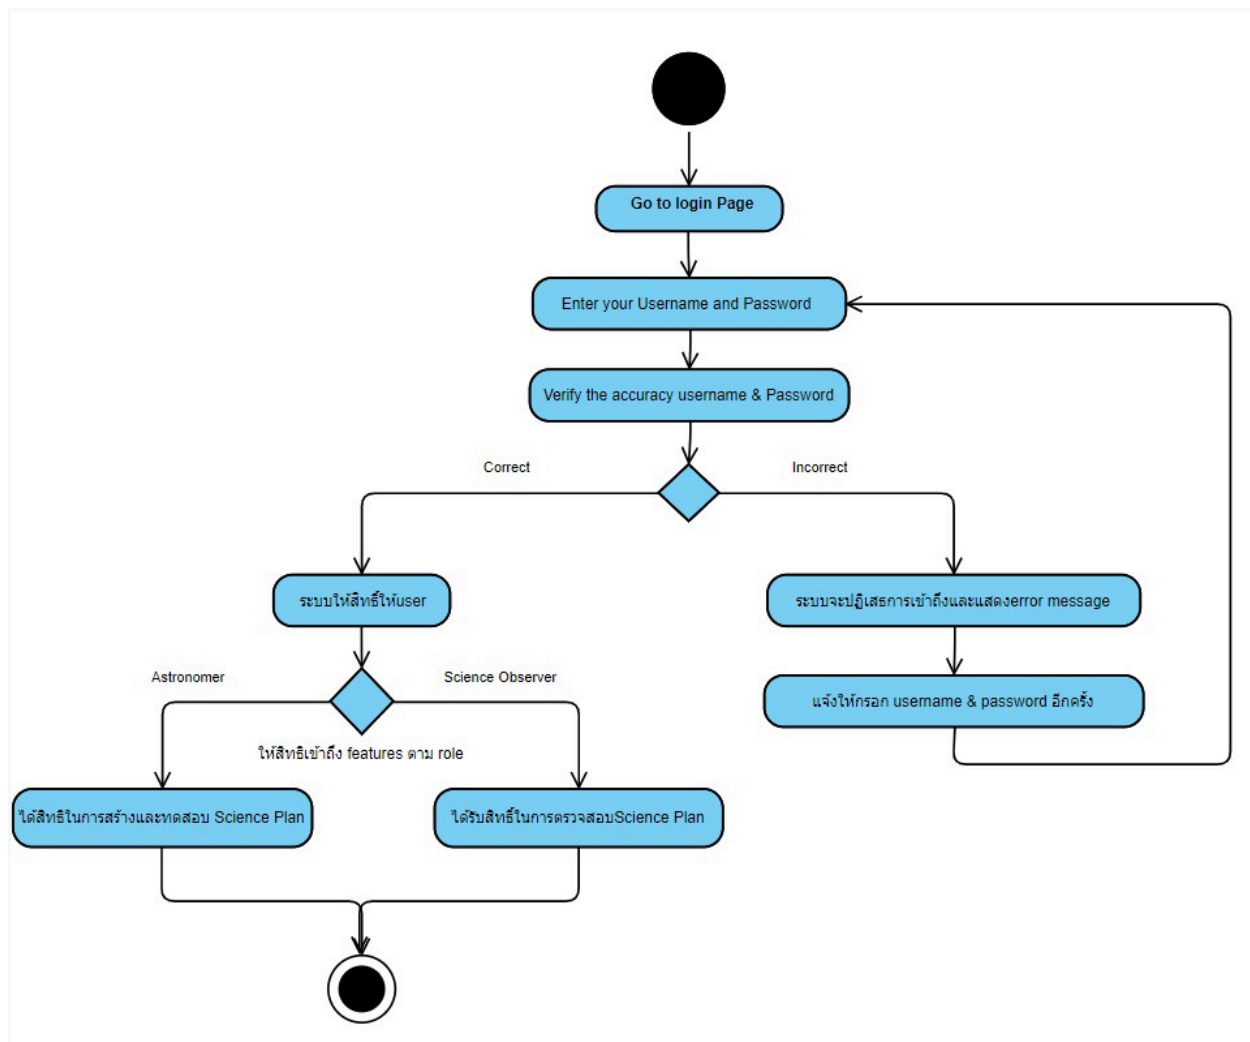 Go to login Page
Enter your Username and Password
Verify the accuracy username & Password
Correct
Incorrect
ระบบให้สิทธิ์ให้user
ระบบจะปฏิเสธการเข้าถึงและแสดงerror message
Astronomer
Science Observer
แจ้งให้กรอก username & password อีกครั้ง
ให้สิทธิเข้าถึง features ตาม role
ได้สิทธิในการสร้างและทดสอบ Science Plan
ได้รับสิทธิ์ในการตรวจสอบScience Plan